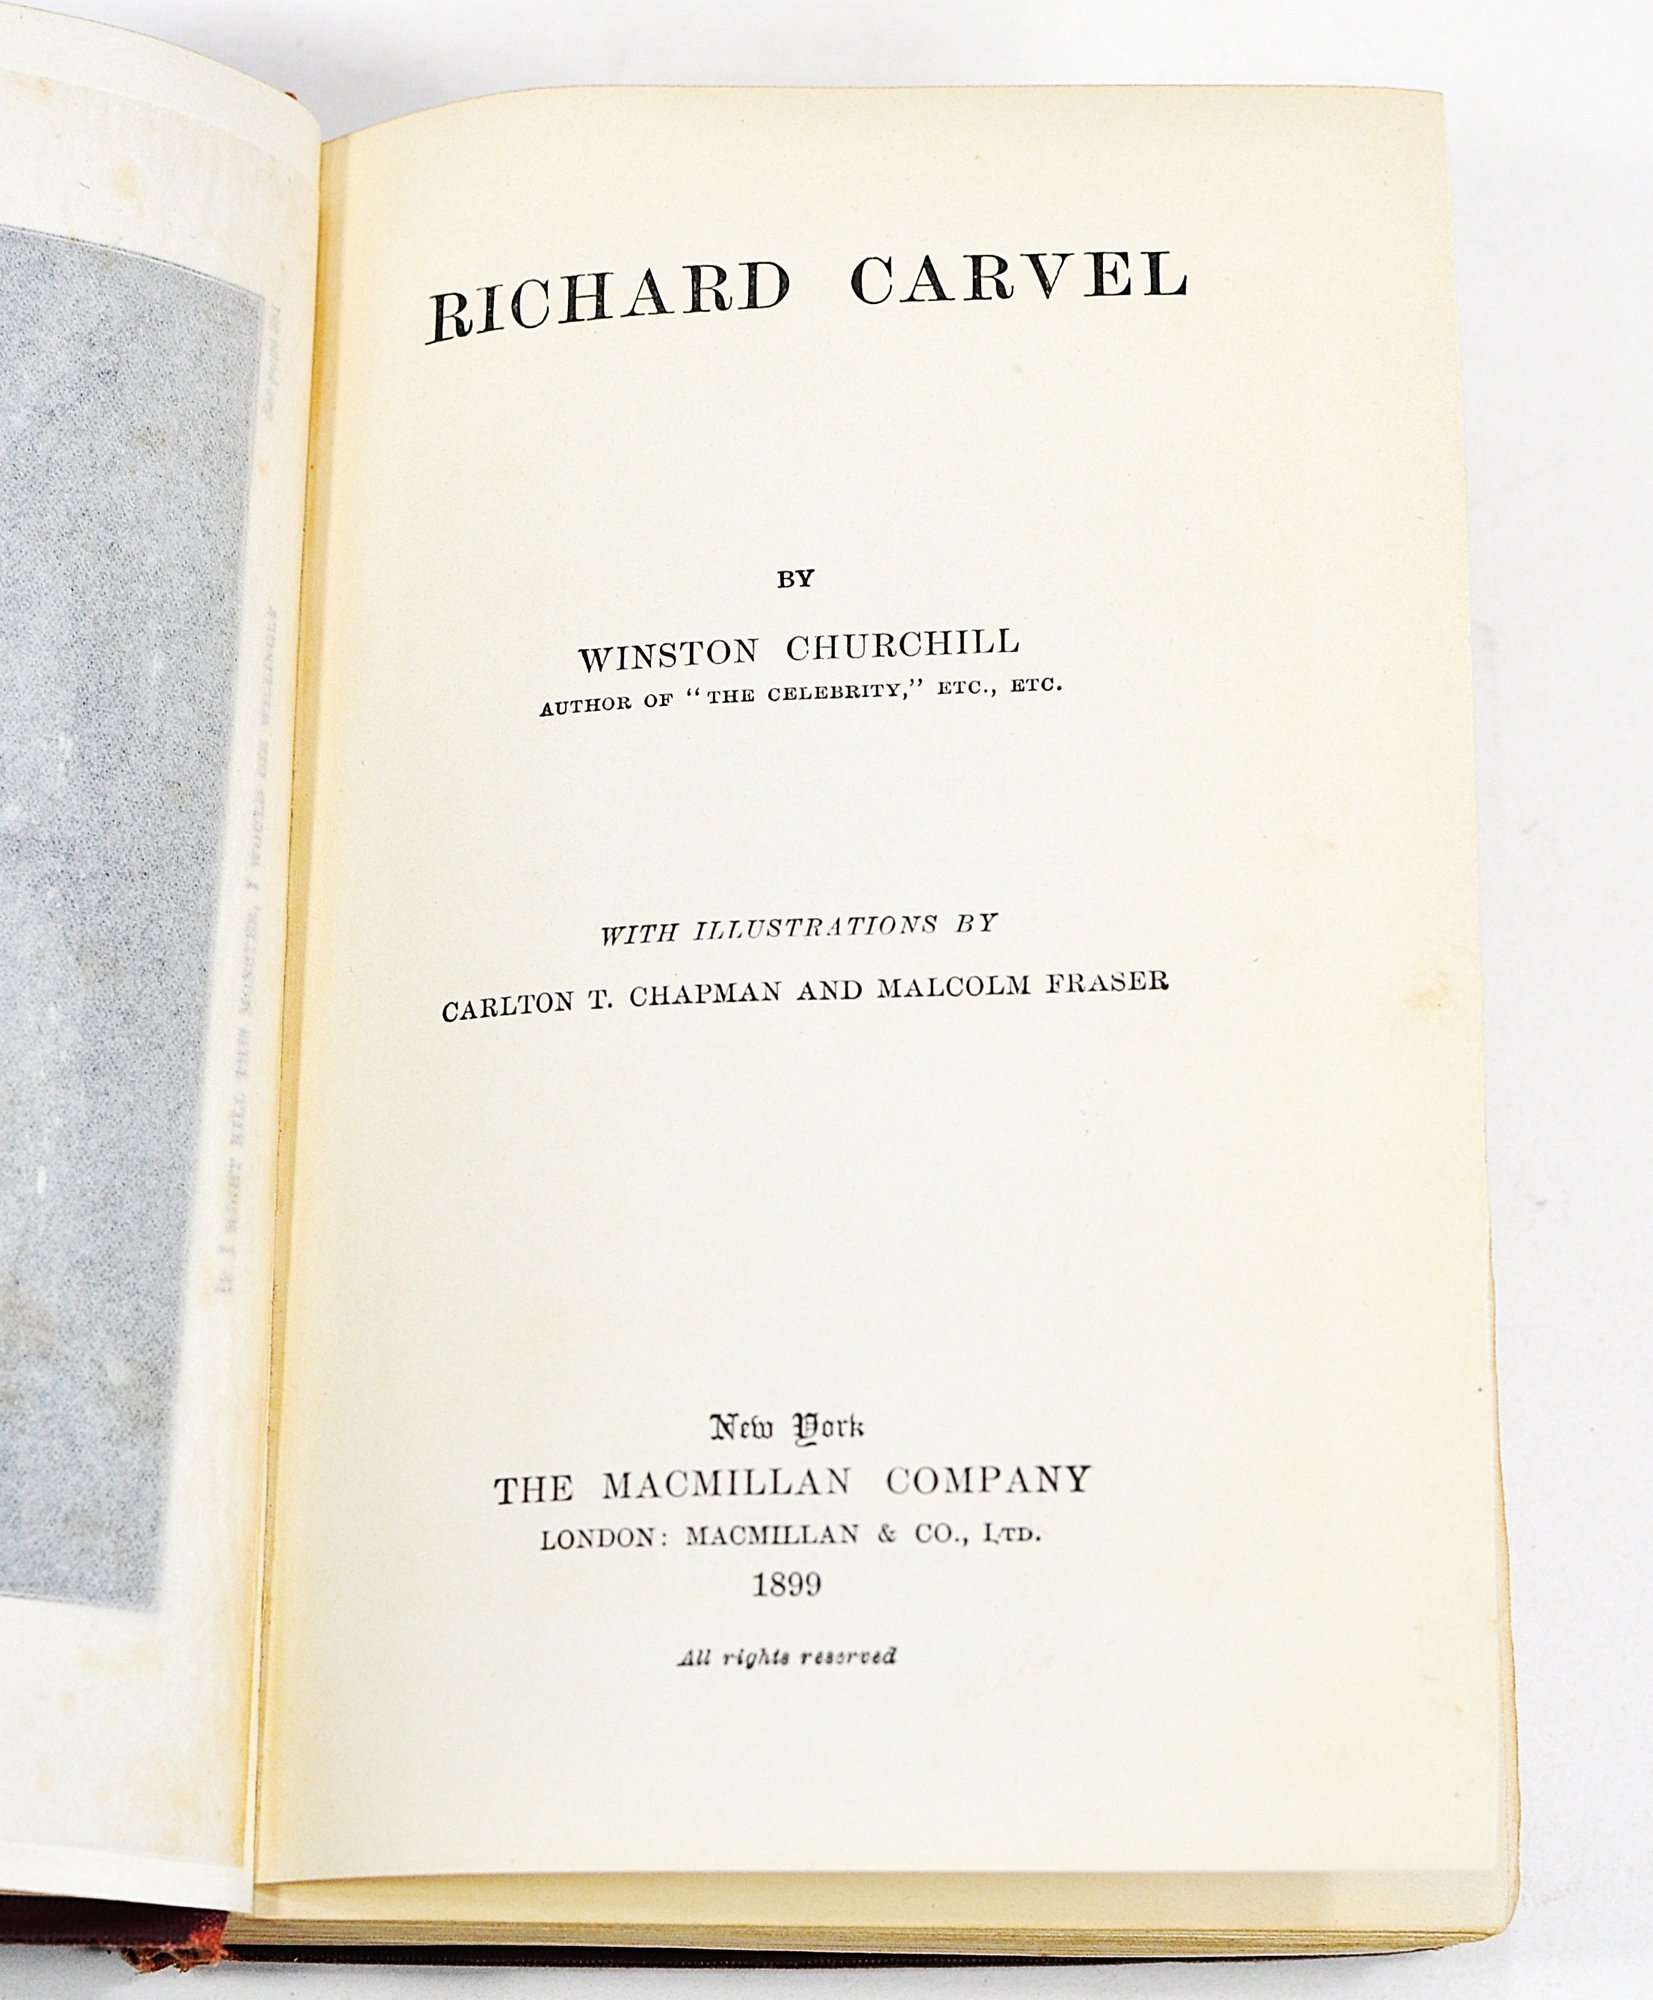 RICHARD CARVEL
BY
WINSTON CHURCHILL
AUTHOR OF “THE CELEBRITY,” ETC., ETC.
WITH ILLUSTRATIONS BY
CARLTON T. CHAPMAN AND MALCOLM FRASER
New York
THE MACMILLAN COMPANY
LONDON: MACMILLAN & CO., LTD.
1899
All rights reserved